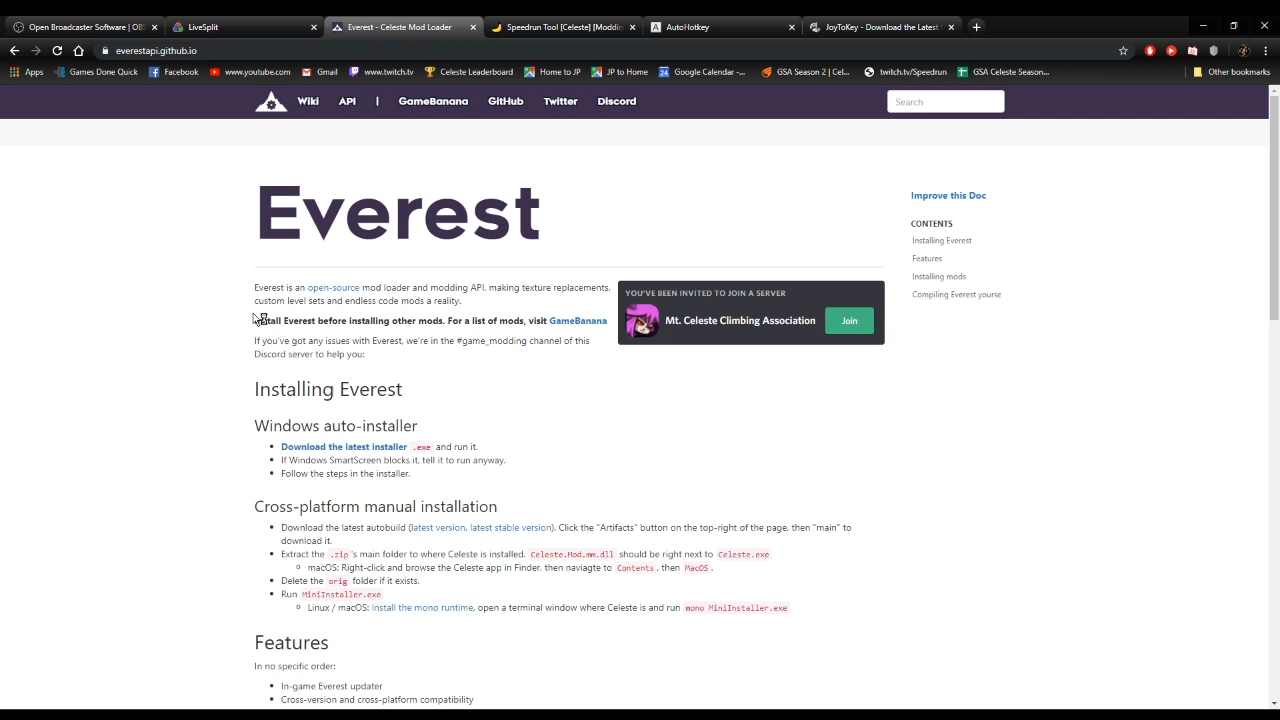 Open Broadcaster Software | OBS
LiveSplit
Everest - Celeste Mod Loader
Speedrun Tool [Celeste] [Moddin
AutoHotkey
JoyToKey - Download the Latest
everestapi.github.io
Apps
Games Done Quick
Facebook
www.youtube.com
Gmail
www.twitch.tv
Celeste Leaderboard
Home to JP
JP to Home
Google Calendar -...
GSA Season 2 | Cel...
twitch.tv/Speedrun
GSA Celeste Season...
Other bookmarks
Wiki
API
|
GameBanana
GitHub
Twitter
Discord
Search
Everest
Improve this Doc
CONTENTS
Installing Everest
Features
Installing mods
Compiling Everest yourse
Everest is an open-source mod loader and modding API, making texture replacements,
custom level sets and endless code mods a reality.
tall Everest before installing other mods. For a list of mods, visit GameBanana
If you've got any issues with Everest, we're in the #game_modding channel of this
Discord server to help you:
YOU'VE BEEN INVITED TO JOIN A SERVER
Mt. Celeste Climbing Association
Join
Installing Everest
Windows auto-installer
Download the latest installer .exe and run it.
If Windows SmartScreen blocks it, tell it to run anyway.
Follow the steps in the installer.
Cross-platform manual installation
Download the latest autobuild (latest version, latest stable version). Click the "Artifacts" button on the top-right of the page, then "main" to
download it.
Extract the .zip 's main folder to where Celeste is installed. Celeste.Mod.mm.dll should be right next to Celeste.exe
macOS: Right-click and browse the Celeste app in Finder, then naviagte to Contents , then MacOS .
Delete the orig folder if it exists.
Run MiniInstaller.exe
Linux / macOS: Install the mono runtime, open a terminal window where Celeste is and run mono MiniInstaller.exe
Features
In no specific order:
In-game Everest updater
Cross-version and cross-platform compatibility